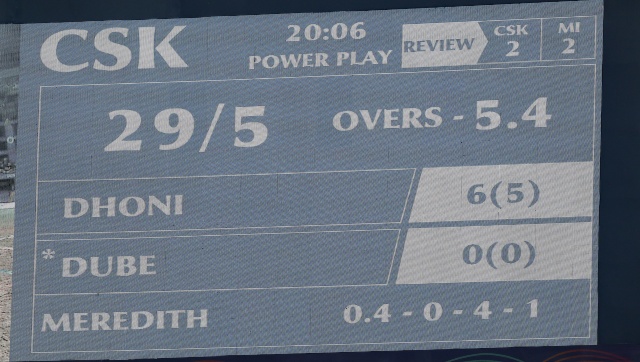 CSK
20:06
POWER PLAY
REVIEW
CSK
2
MI
2
29/5 OVERS - 5.4
DHONI 6(5)
*DUBE 0(0)
MEREDITH 0.4 - 0 - 4 - 1